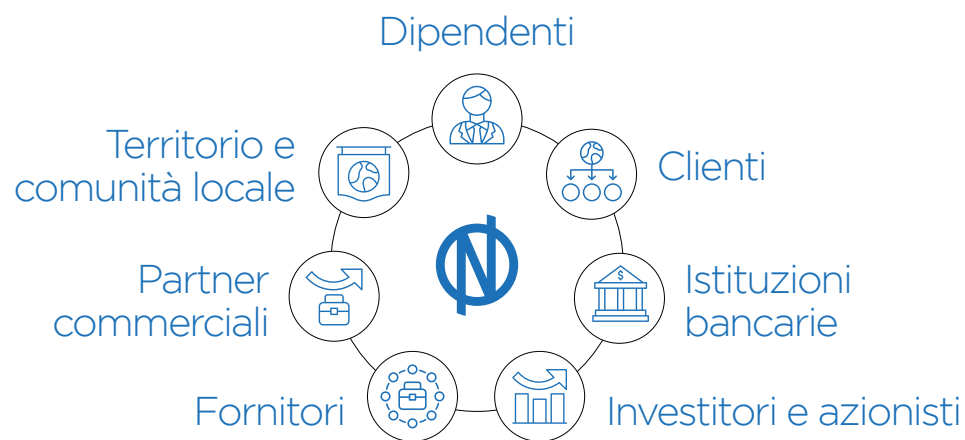 Dipendenti
Territorio e
comunità locale
Clienti
Partner
commerciali
Istituzioni
bancarie
Fornitori
Investitori e azionisti
$